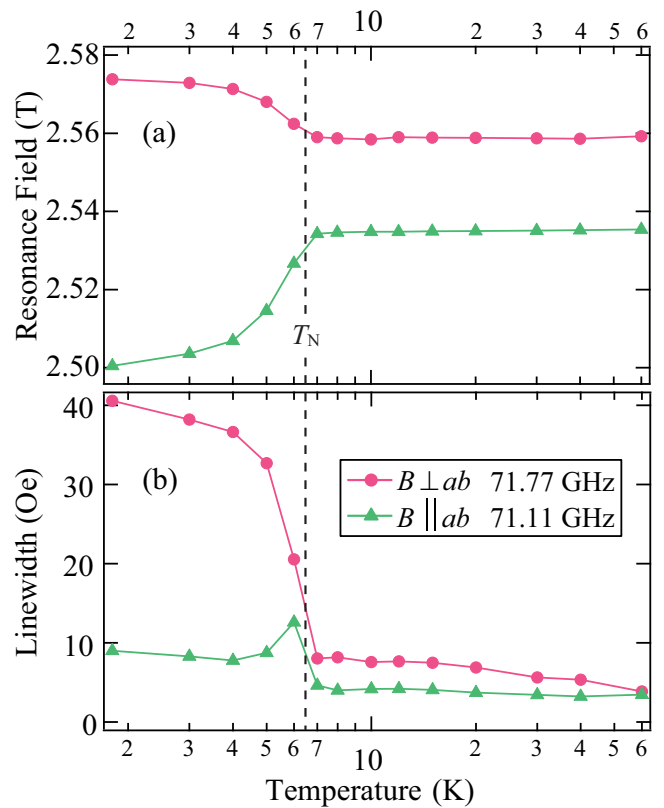 2 3 4 5 6 7 10 2 3 4 5 6
2.58
2.56
2.54
2.52
2.50
Resonance Field (T)
(a)
T_N
40
30
20
10
0
Linewidth (Oe)
(b)
B ⊥ ab 71.77 GHz
B || ab 71.11 GHz
2 3 4 5 6 7 10 2 3 4 5 6
Temperature (K)